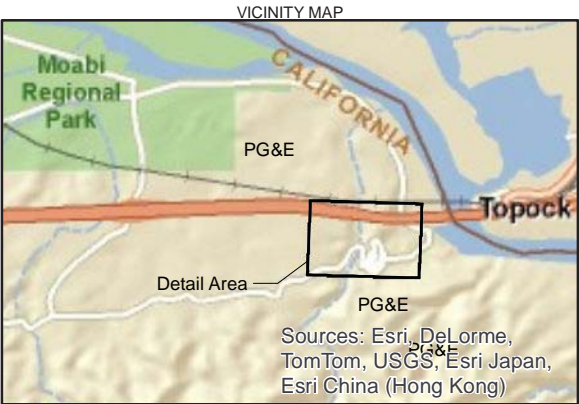 VICINITY MAP
Moabi
Regional
Park
CALIFORNIA
PG&E
Topock
Detail Area
PG&E
PG&E
Sources: Esri, DeLorme,
TomTom, USGS, Esri Japan,
Esri China (Hong Kong)